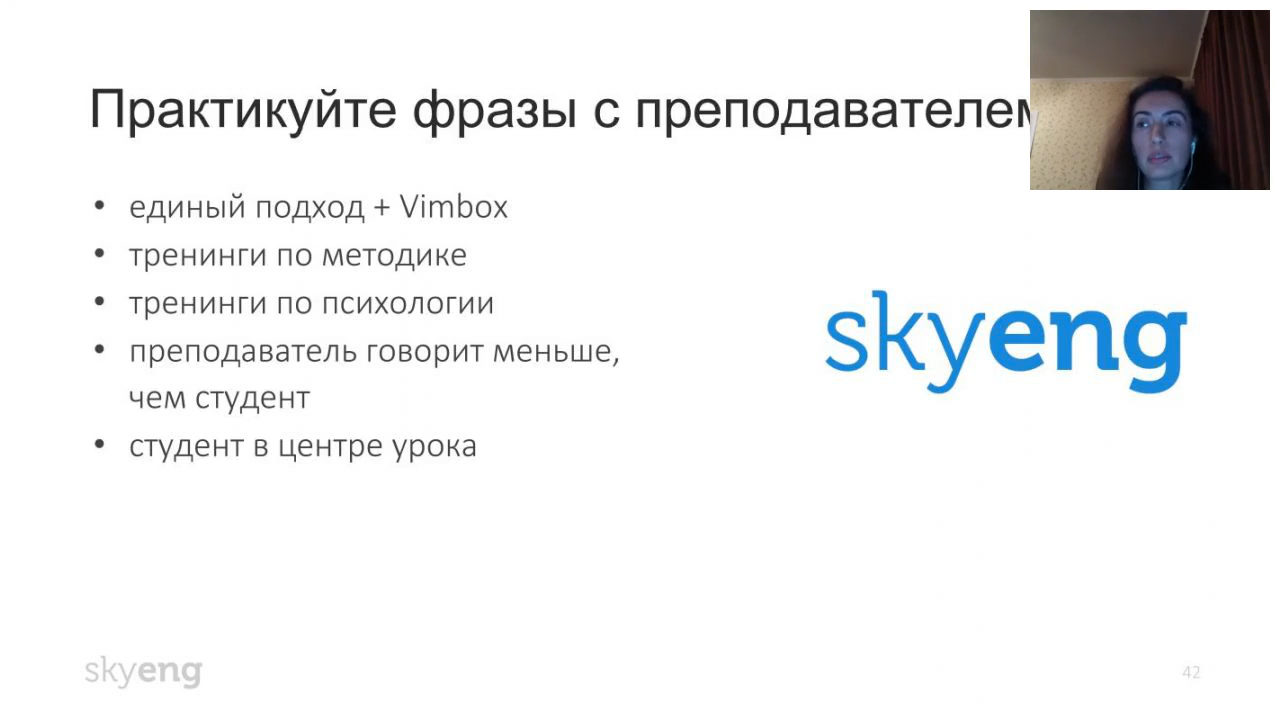 Практикуйте фразы с преподавателем
• единый подход + Vimbox
• тренинги по методике
• тренинги по психологии
• преподаватель говорит меньше,
чем студент
• студент в центре урока
skyeng
skyeng
42